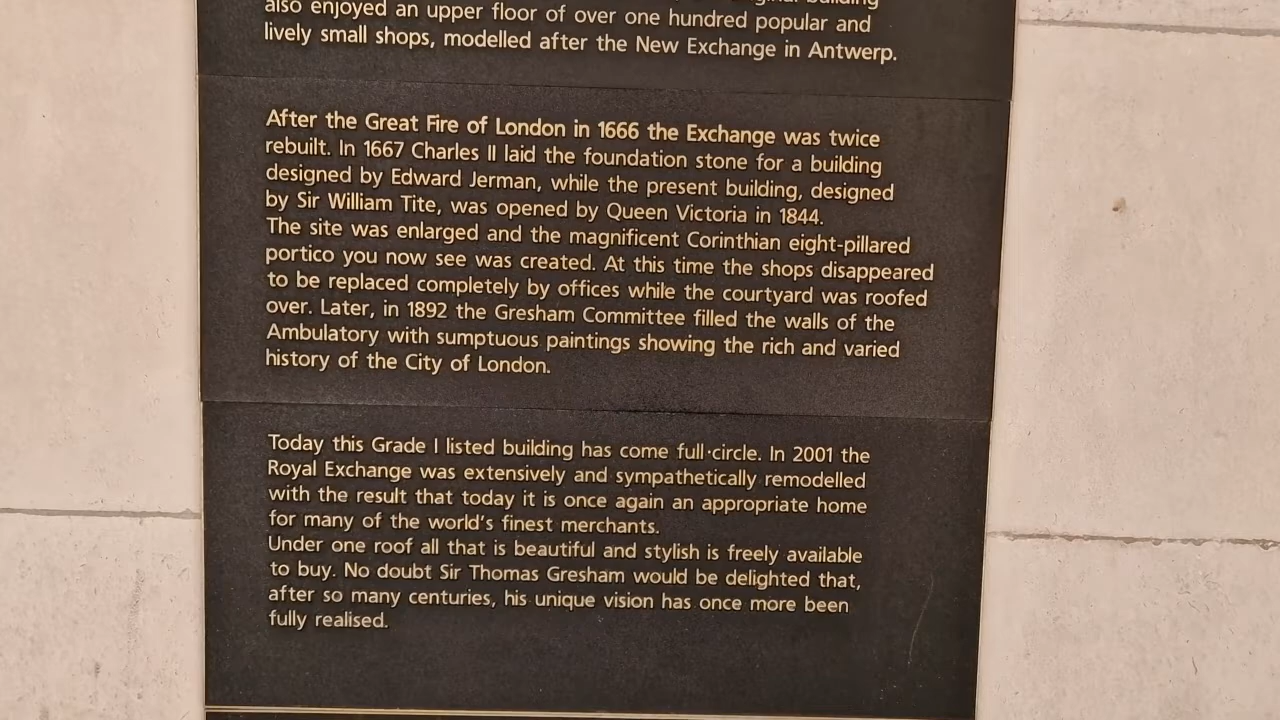 also enjoyed an upper floor of over one hundred popular and
lively small shops, modelled after the New Exchange in Antwerp.
After the Great Fire of London in 1666 the Exchange was twice
rebuilt. In 1667 Charles II laid the foundation stone for a building
designed by Edward Jerman, while the present building, designed
by Sir William Tite, was opened by Queen Victoria in 1844.
The site was enlarged and the magnificent Corinthian eight-pillared
portico you now see was created. At this time the shops disappeared
to be replaced completely by offices while the courtyard was roofed
over. Later, in 1892 the Gresham Committee filled the walls of the
Ambulatory with sumptuous paintings showing the rich and varied
history of the City of London.
Today this Grade I listed building has come full·circle. In 2001 the
Royal Exchange was extensively and sympathetically remodelled
with the result that today it is once again an appropriate home
for many of the world's finest merchants.
Under one roof all that is beautiful and stylish is freely available
to buy. No doubt Sir Thomas Gresham would be delighted that,
after so many centuries, his unique vision has once more been
fully realised.